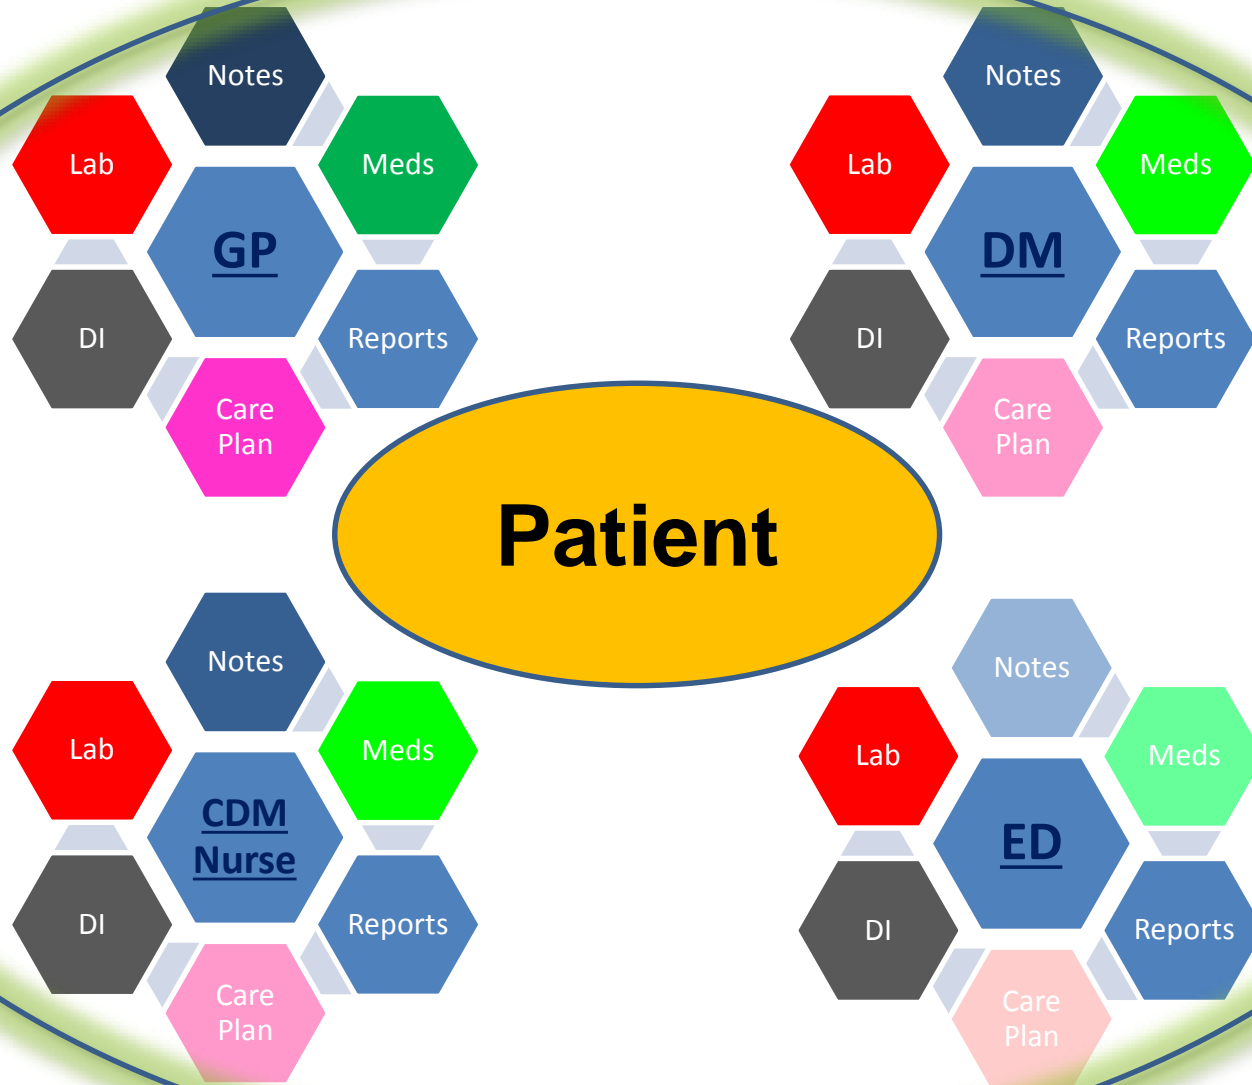 Notes
Lab
Meds
GP
DI
Reports
Care
Plan
Notes
Lab
Meds
DM
DI
Reports
Care
Plan
Patient
Notes
Lab
Meds
CDM
Nurse
DI
Reports
Care
Plan
Notes
Lab
Meds
ED
DI
Reports
Care
Plan